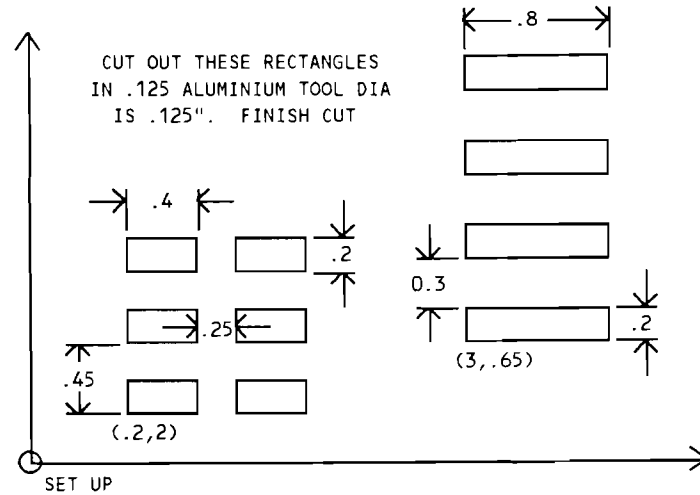 .8
CUT OUT THESE RECTANGLES
IN .125 ALUMINIUM TOOL DIA
IS .125". FINISH CUT
.4
.2
0.3
.25
.2
.45
(3,.65)
(.2,2)
SET UP